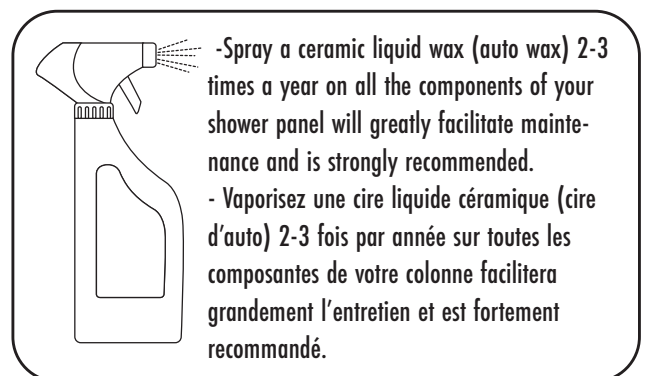 -Spray a ceramic liquid wax (auto wax) 2-3
times a year on all the components of your
shower panel will greatly facilitate mainte-
nance and is strongly recommended.
- Vaporisez une cire liquide céramique (cire
d'auto) 2-3 fois par année sur toutes les
composantes de votre colonne facilitera
grandement l'entretien et est fortement
recommandé.